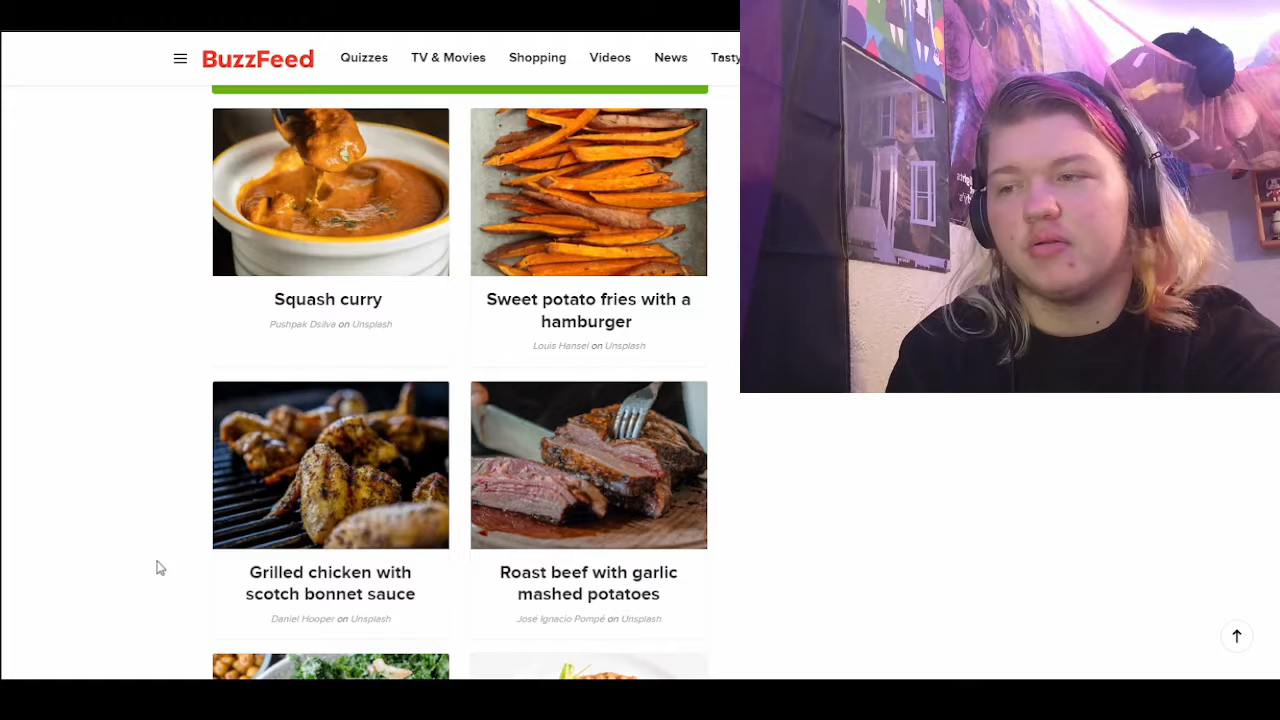 BuzzFeed Quizzes TV & Movies Shopping Videos News Tasty
Squash curry
Pushpak Dsilva on Unsplash
Sweet potato fries with a
hamburger
Louis Hansel on Unsplash
Grilled chicken with
scotch bonnet sauce
Daniel Hooper on Unsplash
Roast beef with garlic
mashed potatoes
José Ignacio Pompé on Unsplash